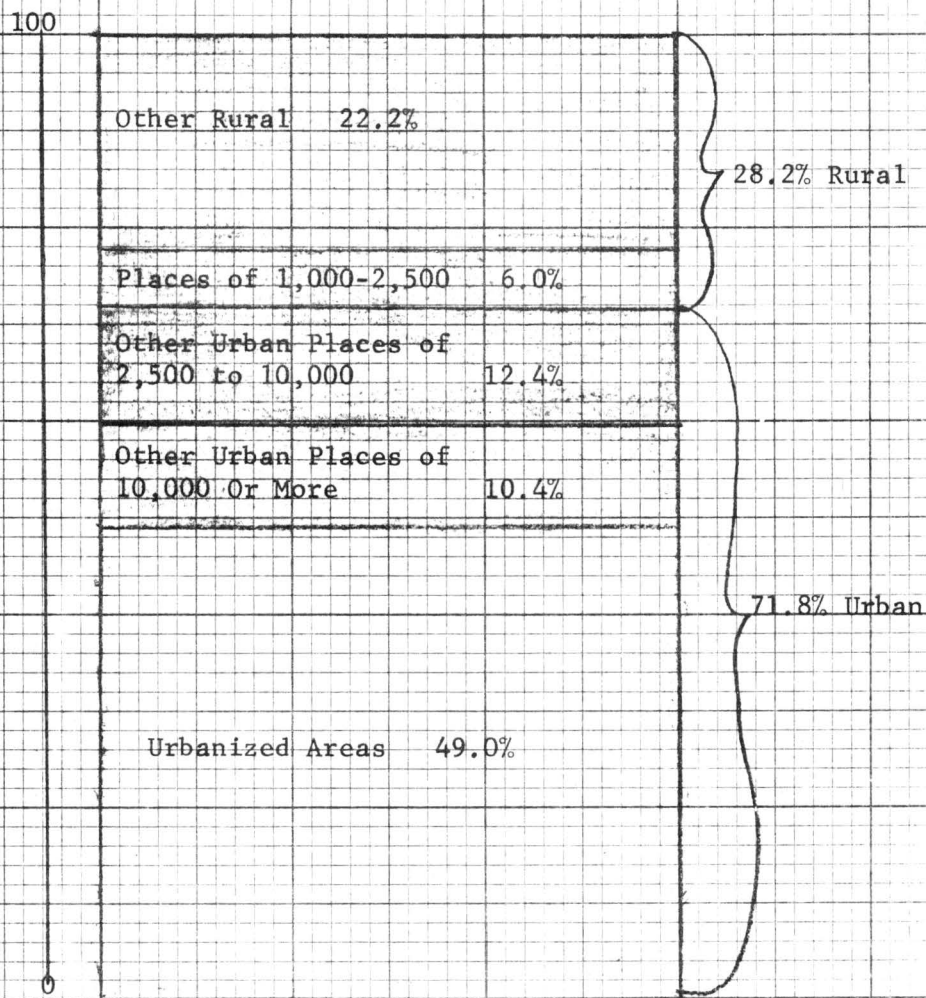 100
Other Rural 22.2%
28.2% Rural
Places of 1,000-2,500 6.0%
Other Urban Places of
2,500 to 10,000 12.4%
Other Urban Places of
10,000 Or More 10.4%
71.8% Urban
Urbanized Areas 49.0%
0